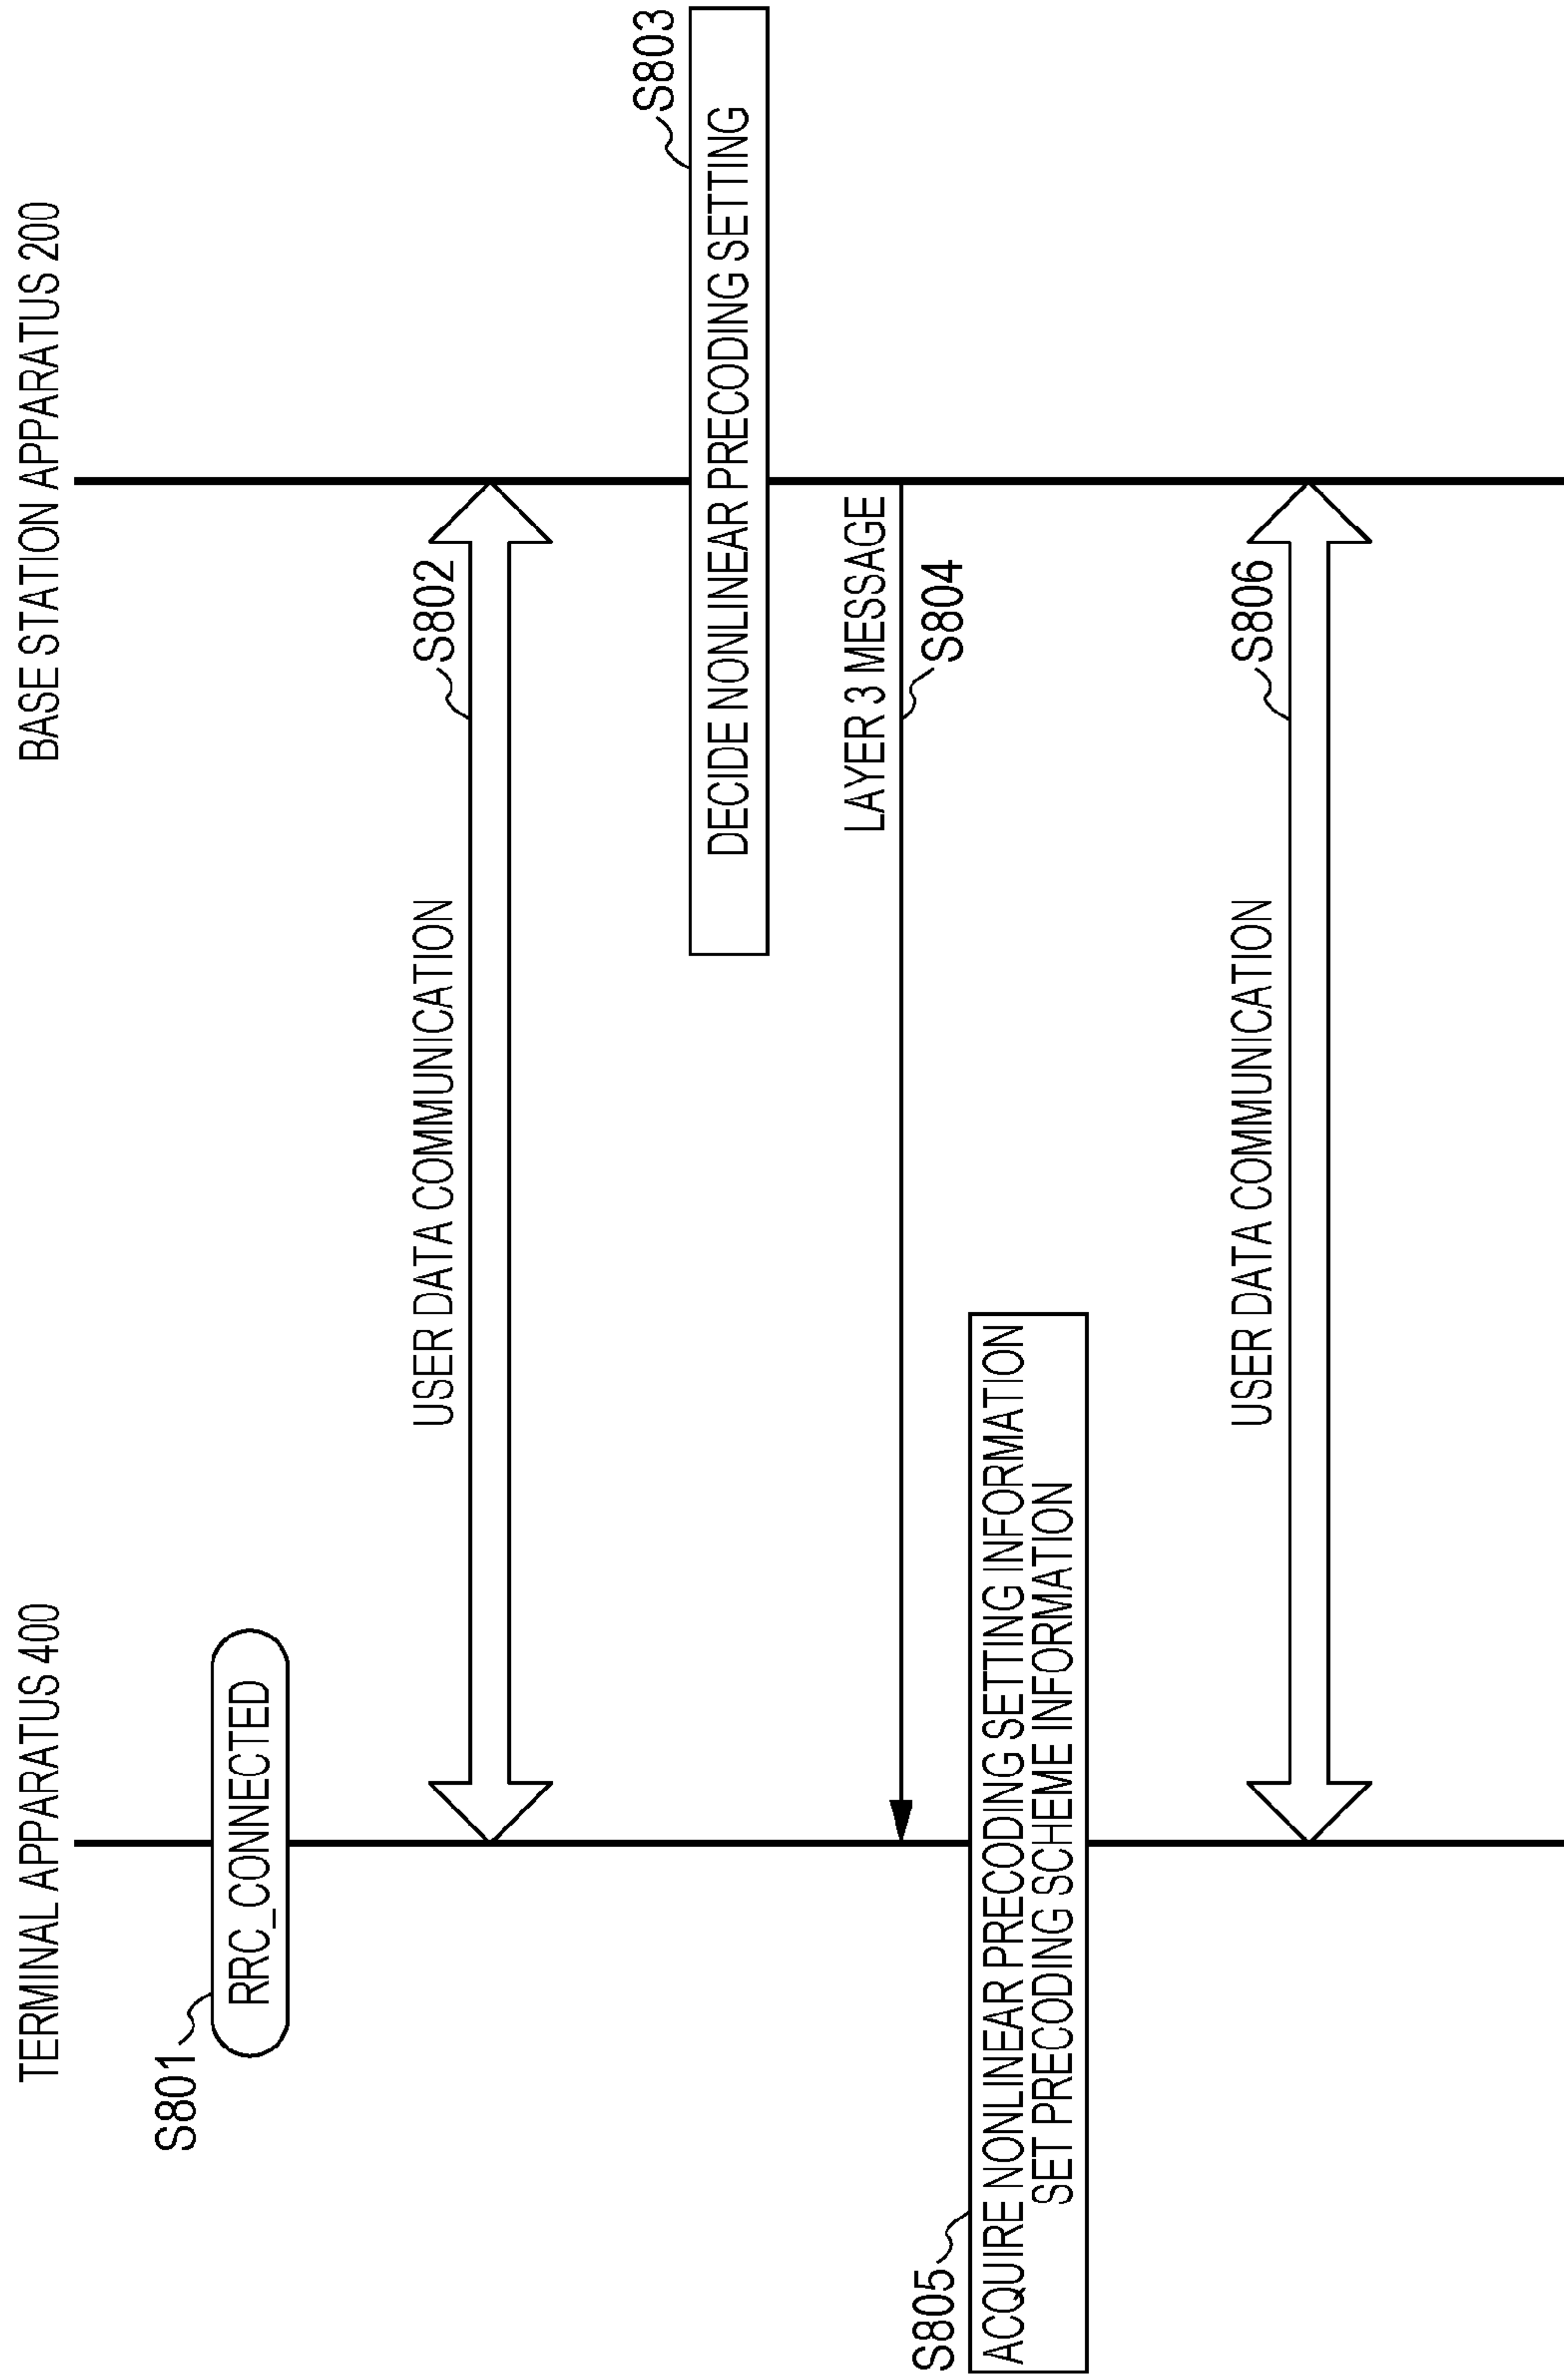 TERMINAL APPARATUS 400
BASE STATION APPARATUS 200
S801
RRC_CONNECTED
USER DATA COMMUNICATION
S802
S803
DECIDE NONLINEAR PRECODING SETTING
LAYER 3 MESSAGE
S804
S805
ACQUIRE NONLINEAR PRECODING SETTING INFORMATION
SET PRECODING SCHEME INFORMATION
USER DATA COMMUNICATION
S806